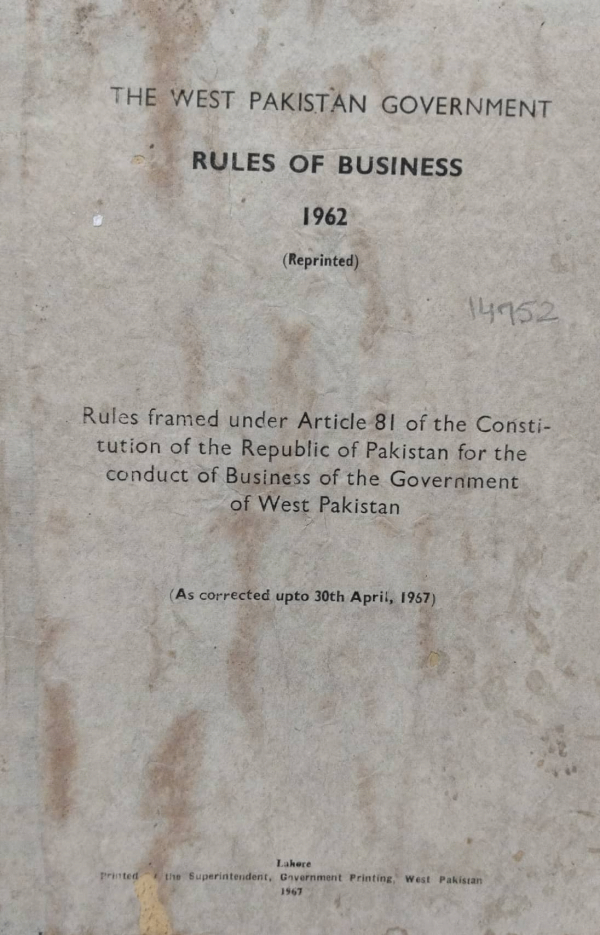 THE WEST PAKISTAN GOVERNMENT
RULES OF BUSINESS
1962
(Reprinted)
14752
Rules framed under Article 81 of the Consti-
tution of the Republic of Pakistan for the
conduct of Business of the Government
of West Pakistan
(As corrected upto 30th April, 1967)
Lahore
Printed the Superintendent, Government Printing, West Pakistan
1967